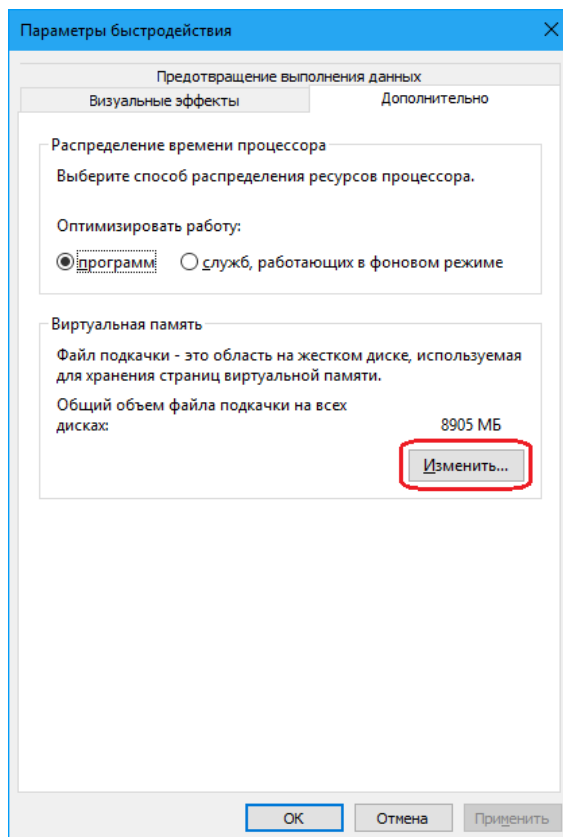 Параметры быстродействия
Предотвращение выполнения данных
Визуальные эффекты
Дополнительно
Распределение времени процессора
Выберите способ распределения ресурсов процессора.
Оптимизировать работу:
программ
служб, работающих в фоновом режиме
Виртуальная память
Файл подкачки - это область на жестком диске, используемая
для хранения страниц виртуальной памяти.
Общий объем файла подкачки на всех
дисках:
8905 МБ
Изменить...
ОК
Отмена
Применить